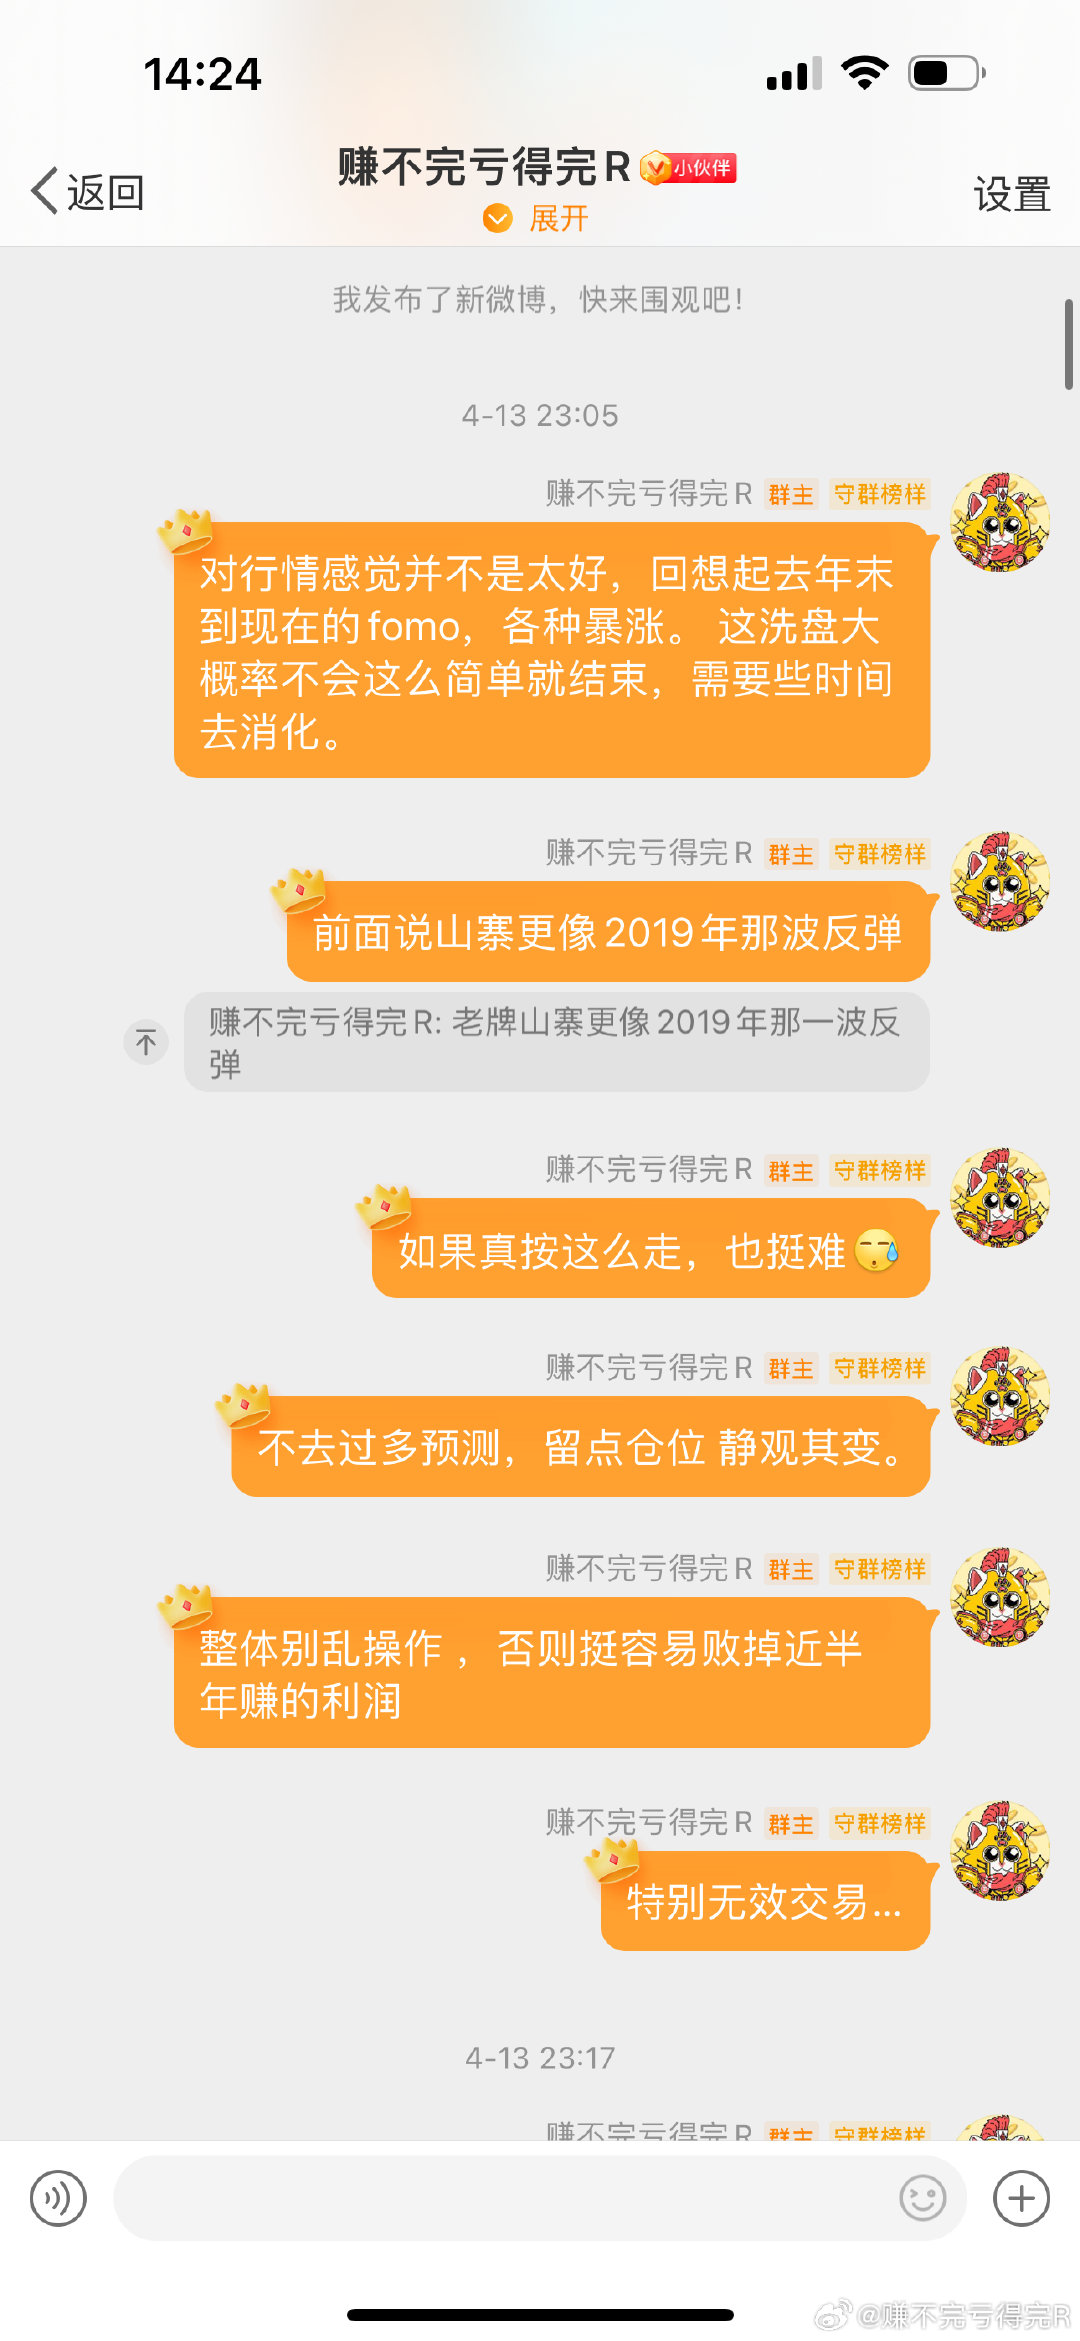 14:24
返回
赚不完亏得完R
小伙伴
设置
展开
我发布了新微博，快来围观吧！
4-13 23:05
赚不完亏得完R 群主 守群榜样
对行情感觉并不是太好，回想起去年末
到现在的fomo，各种暴涨。 这洗盘大
概率不会这么简单就结束，需要些时间
去消化。
赚不完亏得完R 群主 守群榜样
前面说山寨更像2019年那波反弹
赚不完亏得完R: 老牌山寨更像2019年那一波反
弹
赚不完亏得完R 群主 守群榜样
如果真按这么走，也挺难
赚不完亏得完R 群主 守群榜样
不去过多预测，留点仓位 静观其变。
赚不完亏得完R 群主 守群榜样
整体别乱操作 ，否则挺容易败掉近半
年赚的利润
赚不完亏得完R 群主 守群榜样
特别无效交易...
4-13 23:17
赚不完亏得完R 群主 守群榜样
@赚不完亏得完R